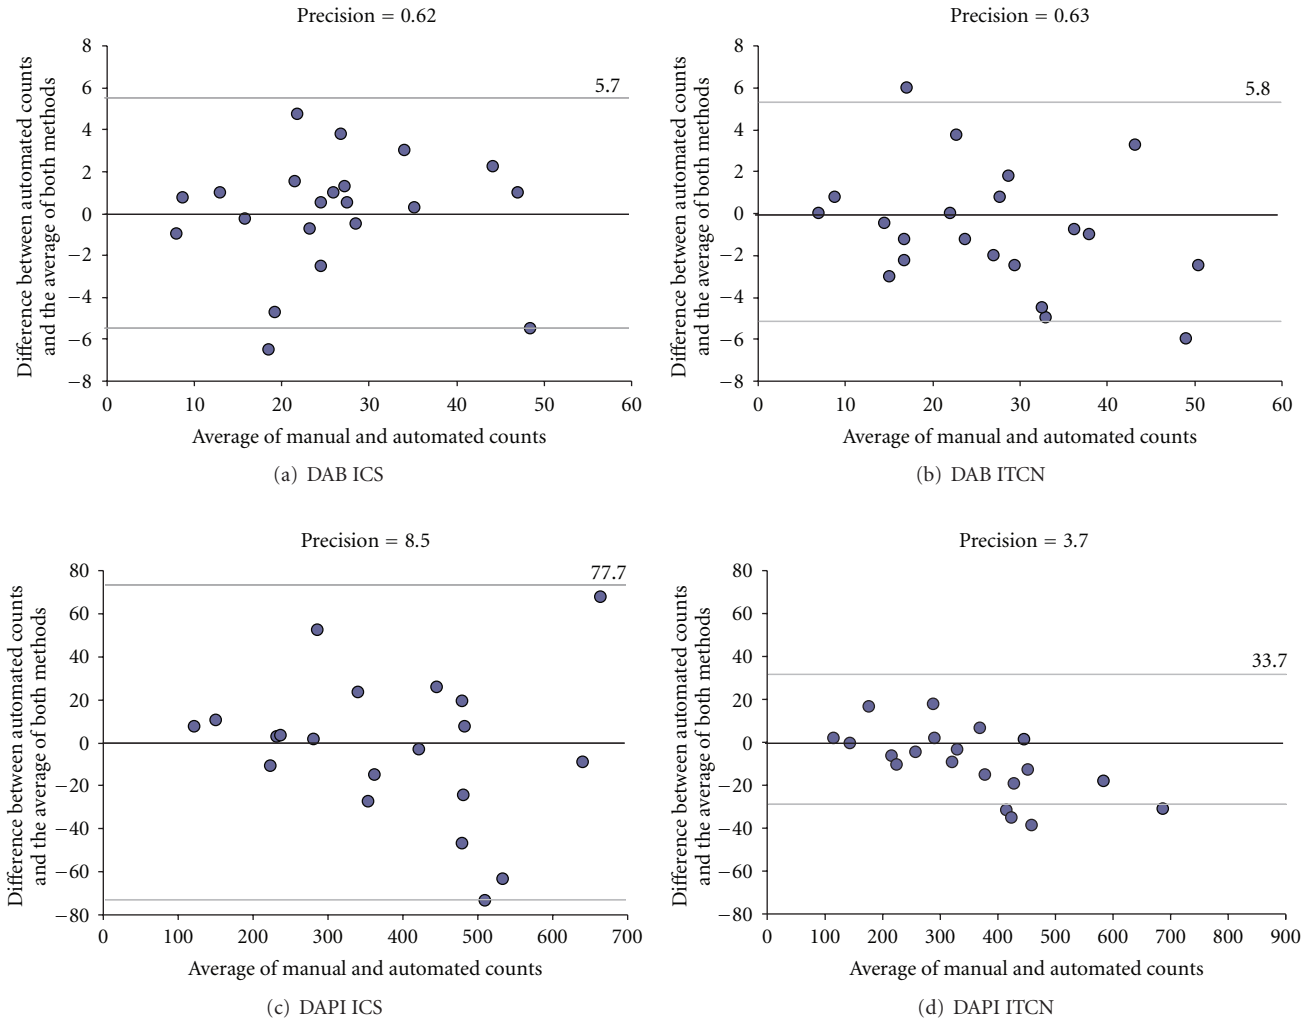 Precision = 0.62
Difference between automated counts
and the average of both methods
8
6
4
2
0
−2
−4
−6
−8
5.7
0 10 20 30 40 50 60
Average of manual and automated counts
(a) DAB ICS
Precision = 0.63
Difference between automated counts
and the average of both methods
8
6
4
2
0
−2
−4
−6
−8
5.8
0 10 20 30 40 50 60
Average of manual and automated counts
(b) DAB ITCN
Precision = 8.5
Difference between automated counts
and the average of both methods
80
60
40
20
0
−20
−40
−60
−80
77.7
0 100 200 300 400 500 600 700
Average of manual and automated counts
(c) DAPI ICS
Precision = 3.7
Difference between automated counts
and the average of both methods
80
60
40
20
0
−20
−40
−60
−80
33.7
0 100 200 300 400 500 600 700 800 900
Average of manual and automated counts
(d) DAPI ITCN